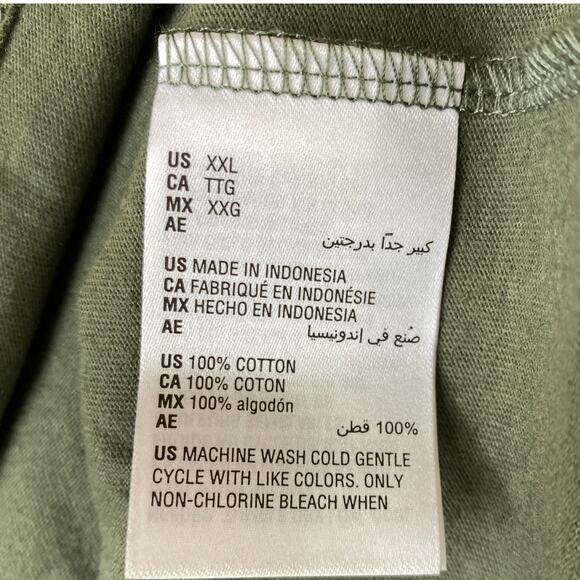 US XXL
CA TTG
MX XXG
AE
كبير جدًا بدرجتين
US MADE IN INDONESIA
CA FABRIQUÉ EN INDONÉSIE
MX HECHO EN INDONESIA
AE صُنع في إندونيسيا
US 100% COTTON
CA 100% COTON
MX 100% algodón
AE 100% قطن
US MACHINE WASH COLD GENTLE
CYCLE WITH LIKE COLORS. ONLY
NON-CHLORINE BLEACH WHEN